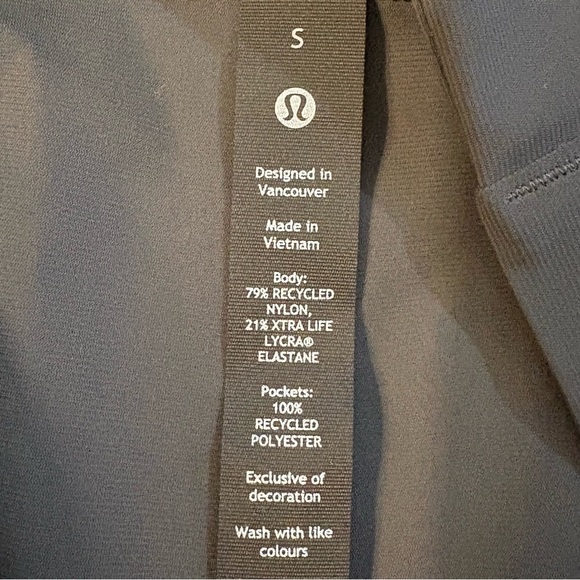 S
Designed in
Vancouver
Made in
Vietnam
Body:
79% RECYCLED
NYLON,
21% XTRA LIFE
LYCRA®
ELASTANE
Pockets:
100%
RECYCLED
POLYESTER
Exclusive of
decoration
Wash with like
colours